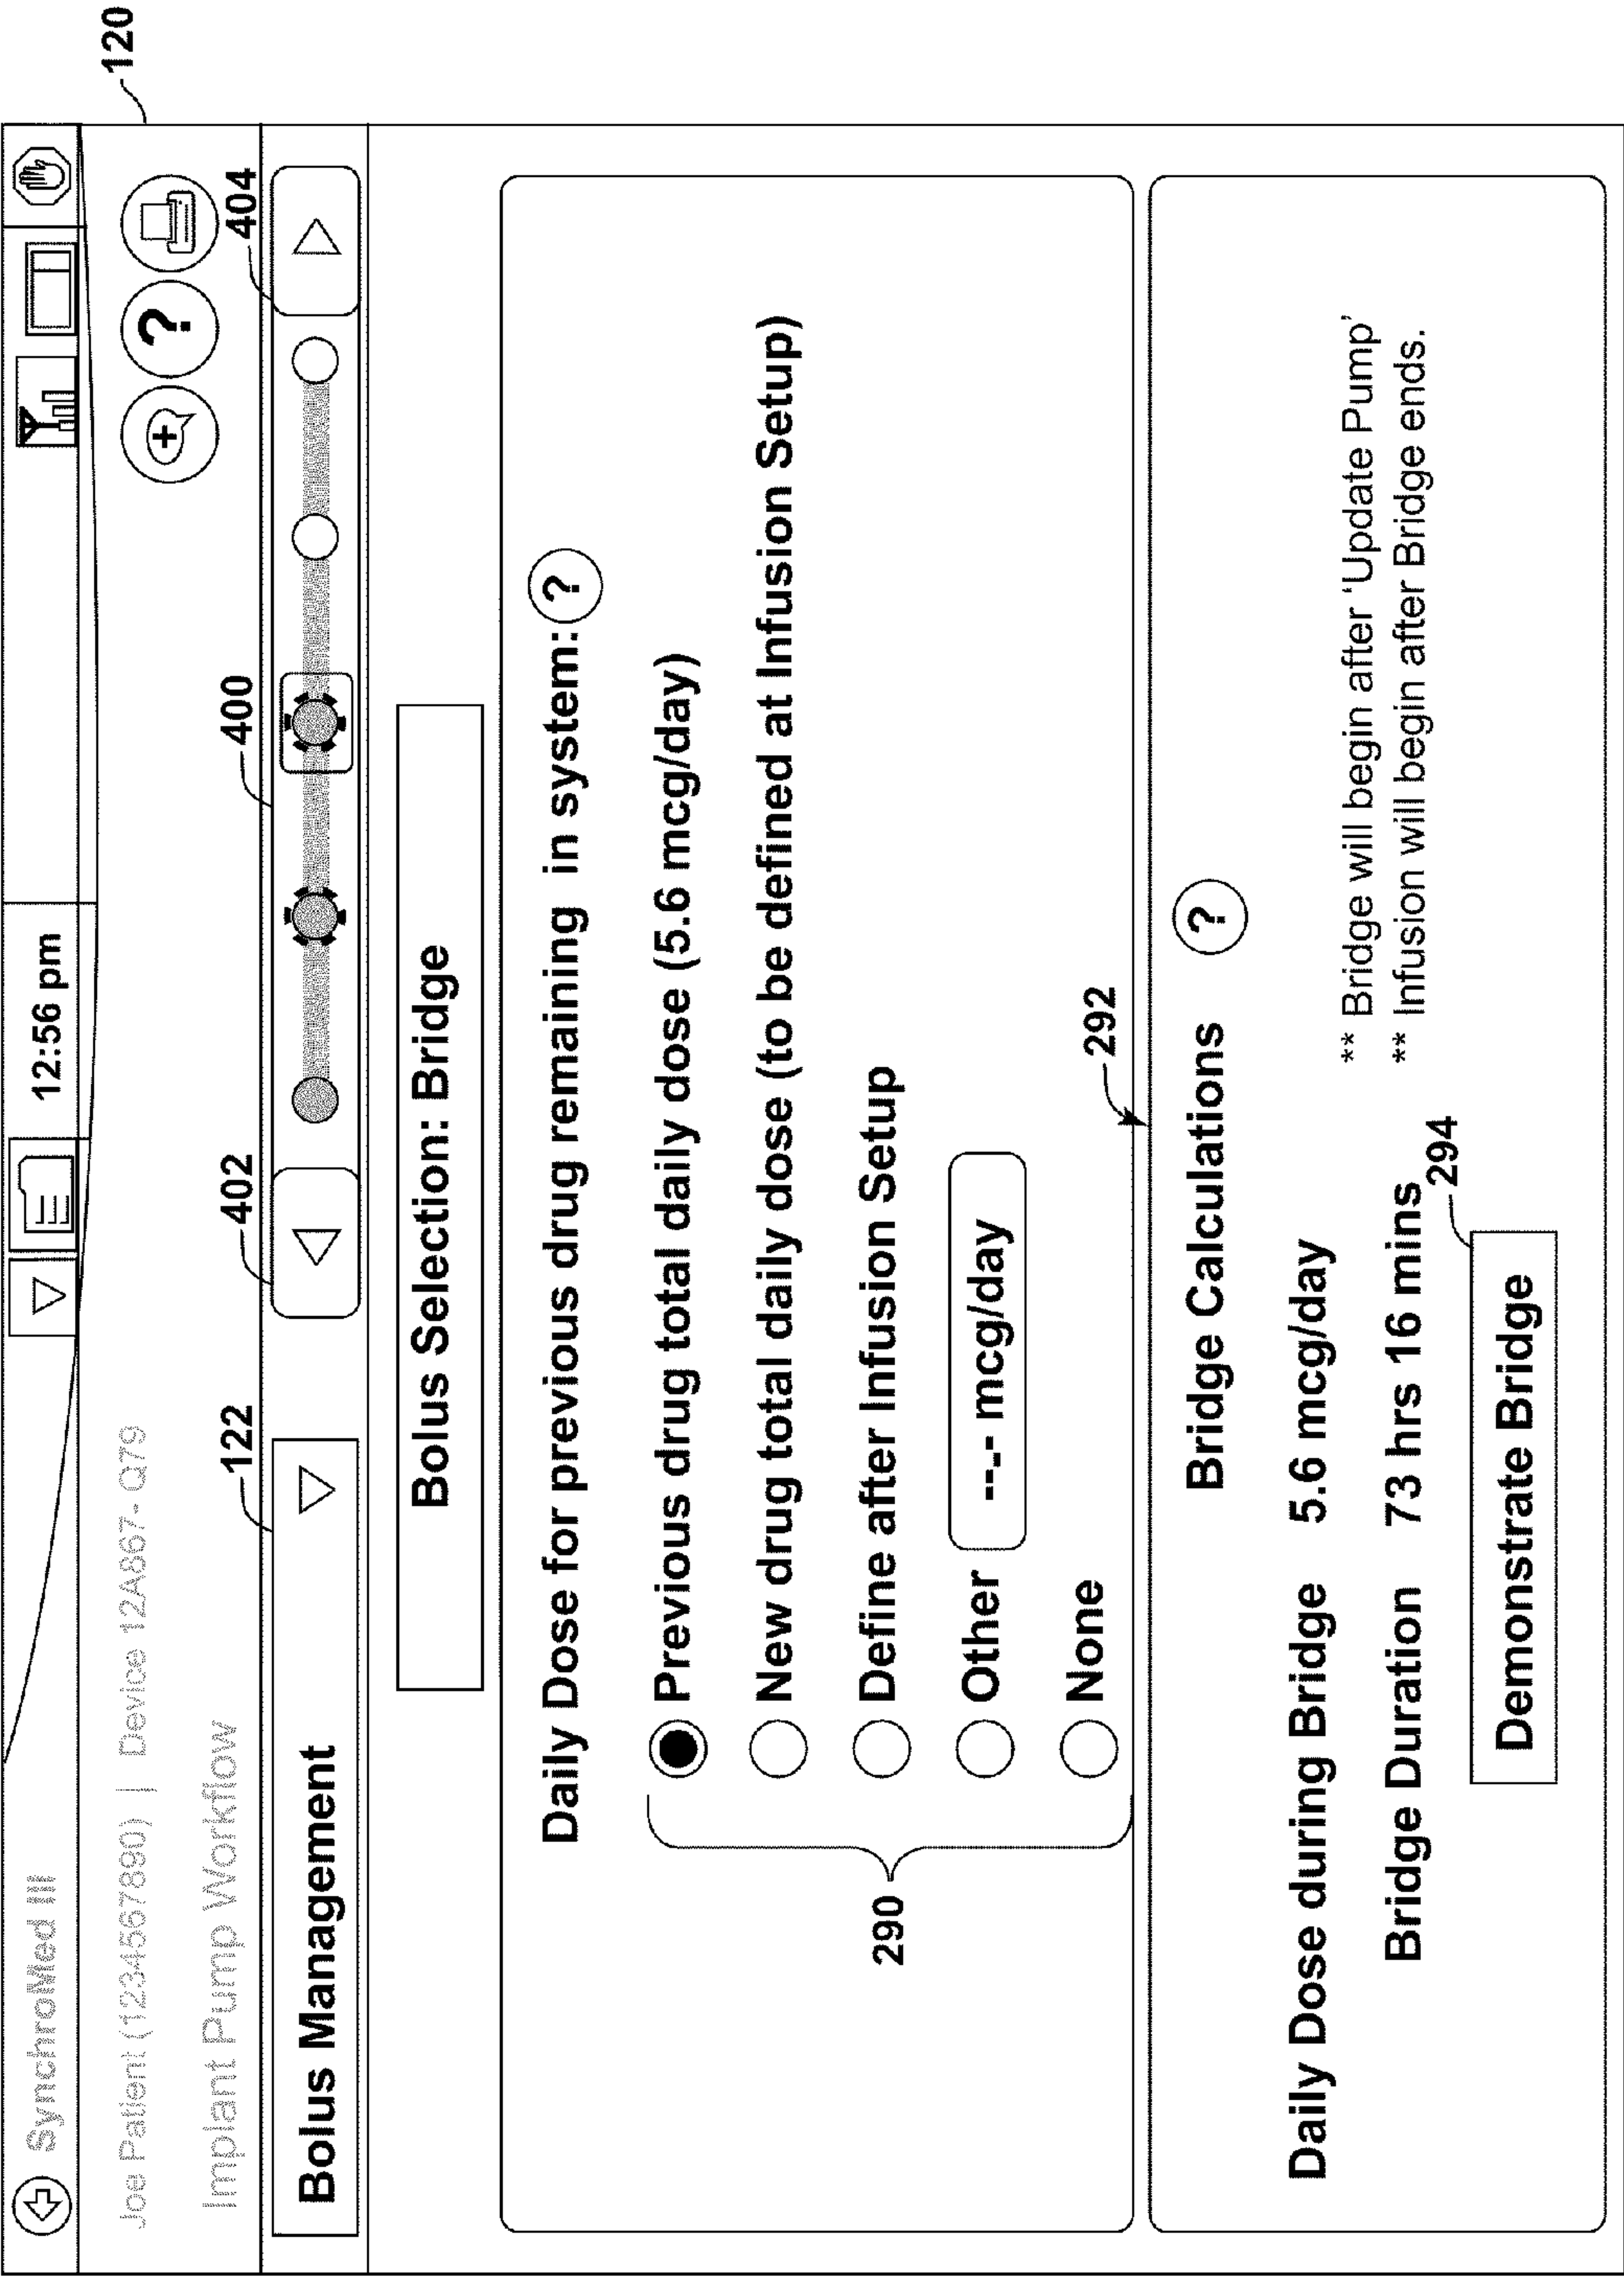 SynchroMed III
12:56 pm
120
Joe Patient (1234567890) | Device 12A867-Q79
Implant Pump Workflow
122
402
400
404
Bolus Management
Bolus Selection: Bridge
Daily Dose for previous drug remaining in system: ?
Previous drug total daily dose (5.6 mcg/day)
New drug total daily dose (to be defined at Infusion Setup)
Define after Infusion Setup
Other --.- mcg/day
None
290
292
Bridge Calculations ?
Daily Dose during Bridge 5.6 mcg/day
Bridge Duration 73 hrs 16 mins
** Bridge will begin after ‘Update Pump’
** Infusion will begin after Bridge ends.
294
Demonstrate Bridge